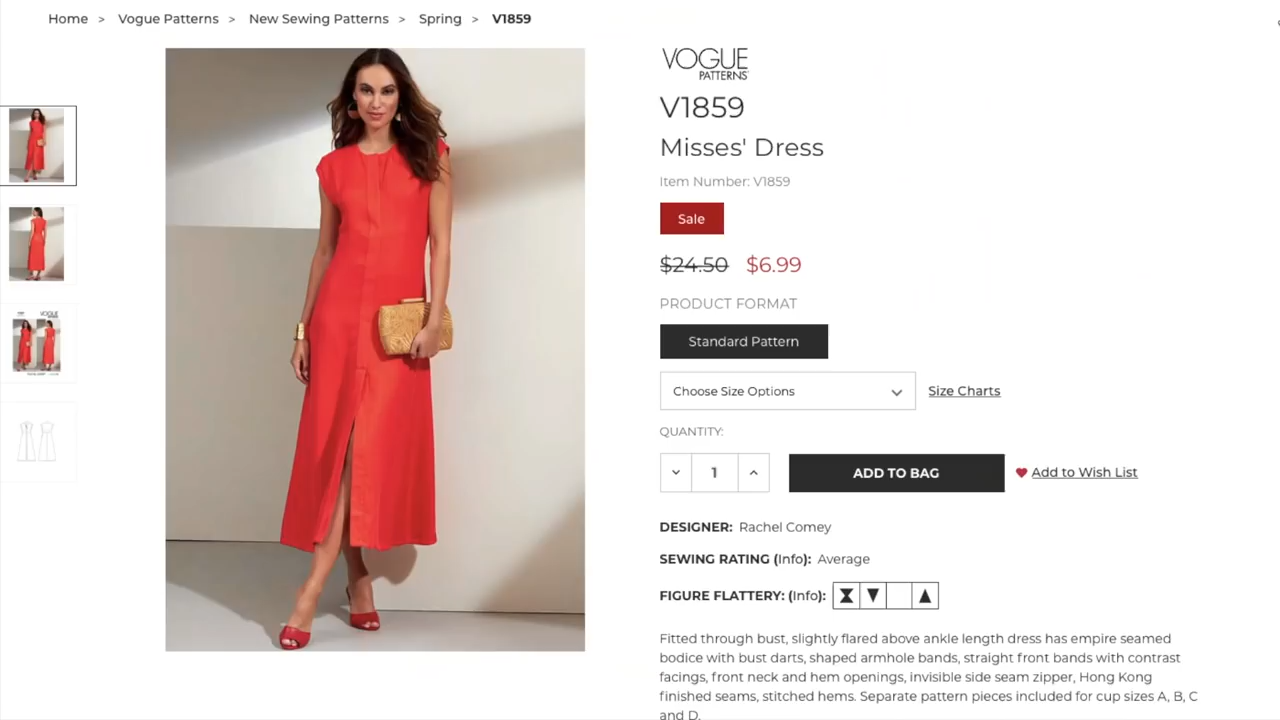 Home > Vogue Patterns > New Sewing Patterns > Spring > V1859
VOGUE
PATTERNS
V1859
Misses' Dress
Item Number: V1859
Sale
$24.50 $6.99
PRODUCT FORMAT
Standard Pattern
Choose Size Options
Size Charts
QUANTITY:
1
ADD TO BAG
Add to Wish List
DESIGNER: Rachel Comey
SEWING RATING (Info): Average
FIGURE FLATTERY: (Info):
Fitted through bust, slightly flared above ankle length dress has empire seamed
bodice with bust darts, shaped armhole bands, straight front bands with contrast
facings, front neck and hem openings, invisible side seam zipper, Hong Kong
finished seams, stitched hems. Separate pattern pieces included for cup sizes A, B, C
and D.
VOGUE